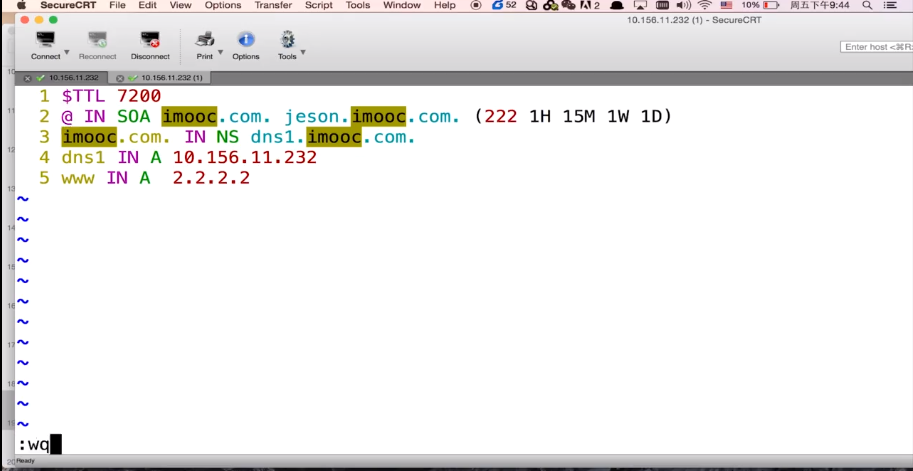 SecureCRT File Edit View Options Transfer Script Tools Window Help 52 2 10% 周五下午9:44
10.156.11.232 (1) - SecureCRT
Connect Reconnect Disconnect Print Options Tools
Enter host <⌘R>
10.156.11.232 10.156.11.232 (1)
1 $TTL 7200
2 @ IN SOA imooc.com. jeson.imooc.com. (222 1H 15M 1W 1D)
3 imooc.com. IN NS dns1.imooc.com.
4 dns1 IN A 10.156.11.232
5 www IN A 2.2.2.2
~
~
~
~
~
~
~
~
~
~
~
~
:wq
Ready